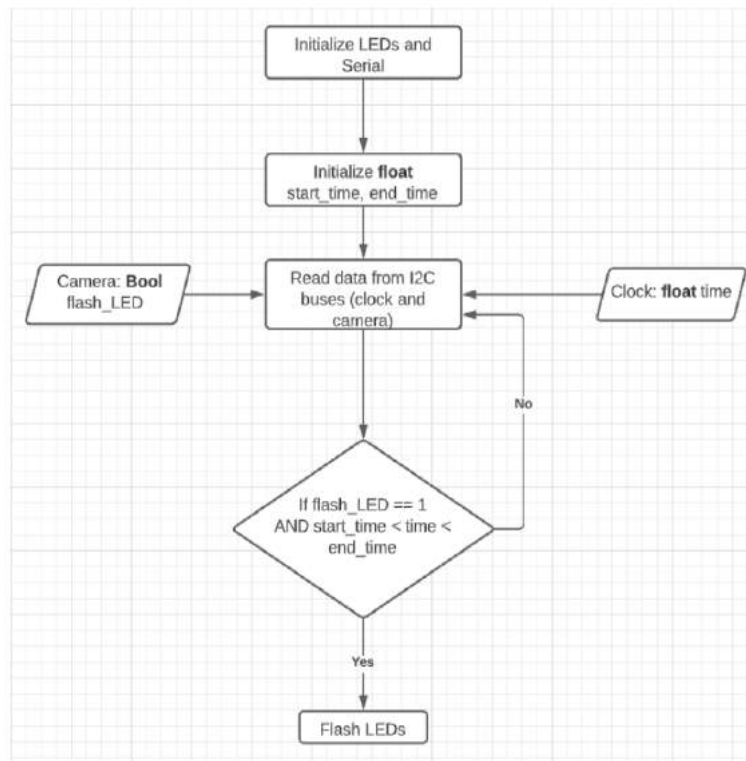 Initialize LEDs and
Serial
Initialize float
start_time, end_time
Camera: Bool
flash_LED
Read data from I2C
buses (clock and
camera)
Clock: float time
No
If flash_LED == 1
AND start_time < time <
end_time
Yes
Flash LEDs